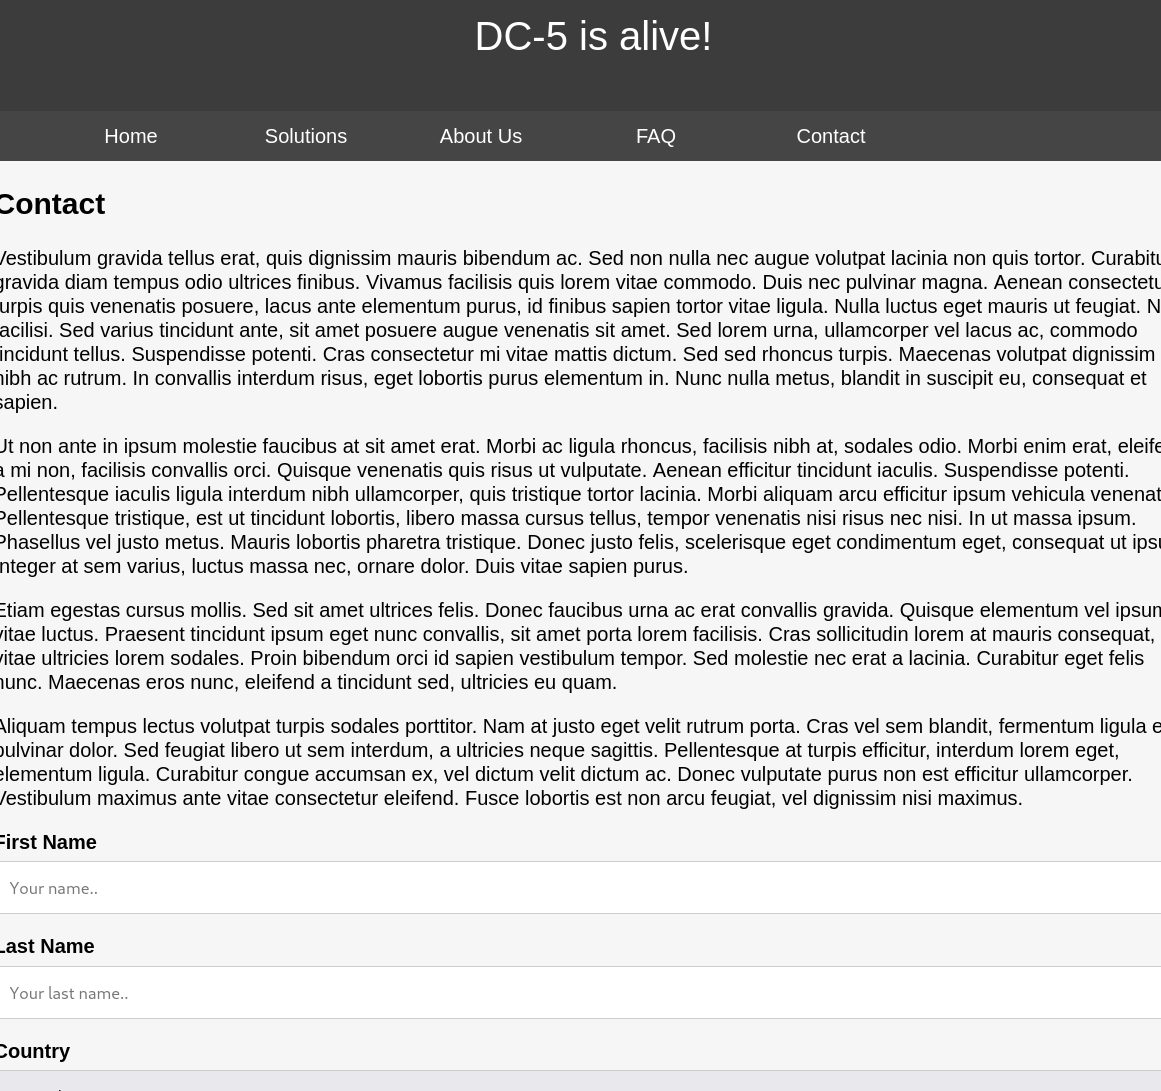 DC-5 is alive!
Home Solutions About Us FAQ Contact
Contact
Vestibulum gravida tellus erat, quis dignissim mauris bibendum ac. Sed non nulla nec augue volutpat lacinia non quis tortor. Curabitu
gravida diam tempus odio ultrices finibus. Vivamus facilisis quis lorem vitae commodo. Duis nec pulvinar magna. Aenean consectetu
turpis quis venenatis posuere, lacus ante elementum purus, id finibus sapien tortor vitae ligula. Nulla luctus eget mauris ut feugiat. N
facilisi. Sed varius tincidunt ante, sit amet posuere augue venenatis sit amet. Sed lorem urna, ullamcorper vel lacus ac, commodo
tincidunt tellus. Suspendisse potenti. Cras consectetur mi vitae mattis dictum. Sed sed rhoncus turpis. Maecenas volutpat dignissim
nibh ac rutrum. In convallis interdum risus, eget lobortis purus elementum in. Nunc nulla metus, blandit in suscipit eu, consequat et
sapien.
Ut non ante in ipsum molestie faucibus at sit amet erat. Morbi ac ligula rhoncus, facilisis nibh at, sodales odio. Morbi enim erat, eleife
a mi non, facilisis convallis orci. Quisque venenatis quis risus ut vulputate. Aenean efficitur tincidunt iaculis. Suspendisse potenti.
Pellentesque iaculis ligula interdum nibh ullamcorper, quis tristique tortor lacinia. Morbi aliquam arcu efficitur ipsum vehicula venenat
Pellentesque tristique, est ut tincidunt lobortis, libero massa cursus tellus, tempor venenatis nisi risus nec nisi. In ut massa ipsum.
Phasellus vel justo metus. Mauris lobortis pharetra tristique. Donec justo felis, scelerisque eget condimentum eget, consequat ut ipsu
Integer at sem varius, luctus massa nec, ornare dolor. Duis vitae sapien purus.
Etiam egestas cursus mollis. Sed sit amet ultrices felis. Donec faucibus urna ac erat convallis gravida. Quisque elementum vel ipsum
vitae luctus. Praesent tincidunt ipsum eget nunc convallis, sit amet porta lorem facilisis. Cras sollicitudin lorem at mauris consequat,
vitae ultricies lorem sodales. Proin bibendum orci id sapien vestibulum tempor. Sed molestie nec erat a lacinia. Curabitur eget felis
nunc. Maecenas eros nunc, eleifend a tincidunt sed, ultricies eu quam.
Aliquam tempus lectus volutpat turpis sodales porttitor. Nam at justo eget velit rutrum porta. Cras vel sem blandit, fermentum ligula e
pulvinar dolor. Sed feugiat libero ut sem interdum, a ultricies neque sagittis. Pellentesque at turpis efficitur, interdum lorem eget,
elementum ligula. Curabitur congue accumsan ex, vel dictum velit dictum ac. Donec vulputate purus non est efficitur ullamcorper.
Vestibulum maximus ante vitae consectetur eleifend. Fusce lobortis est non arcu feugiat, vel dignissim nisi maximus.
First Name
Your name..
Last Name
Your last name..
Country